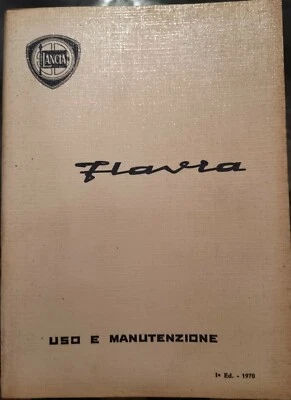 LANCIA
Flavia
USO E MANUTENZIONE
1ª Ed. - 1970